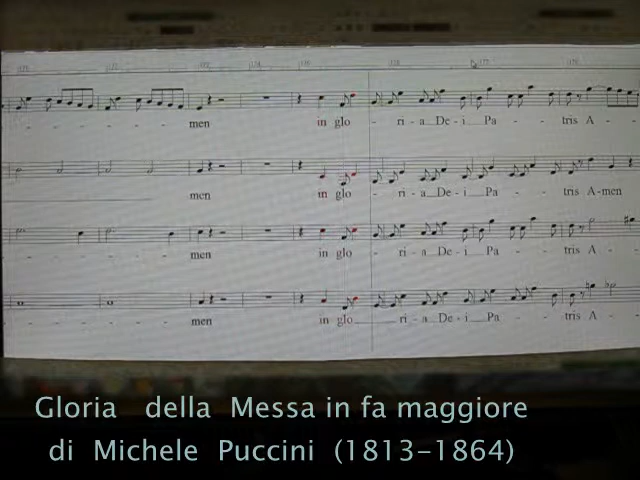 - - - - - - men in glo - ri - a De - i Pa - - tris A - -
men in glo - ri - a De - i Pa - - tris A-men
- - - - - - men in glo - ri - a De - i Pa - - tris A -
- - - - - - men in glo ri - a De - i Pa - - tris A -
Gloria della Messa in fa maggiore
di Michele Puccini (1813-1864)